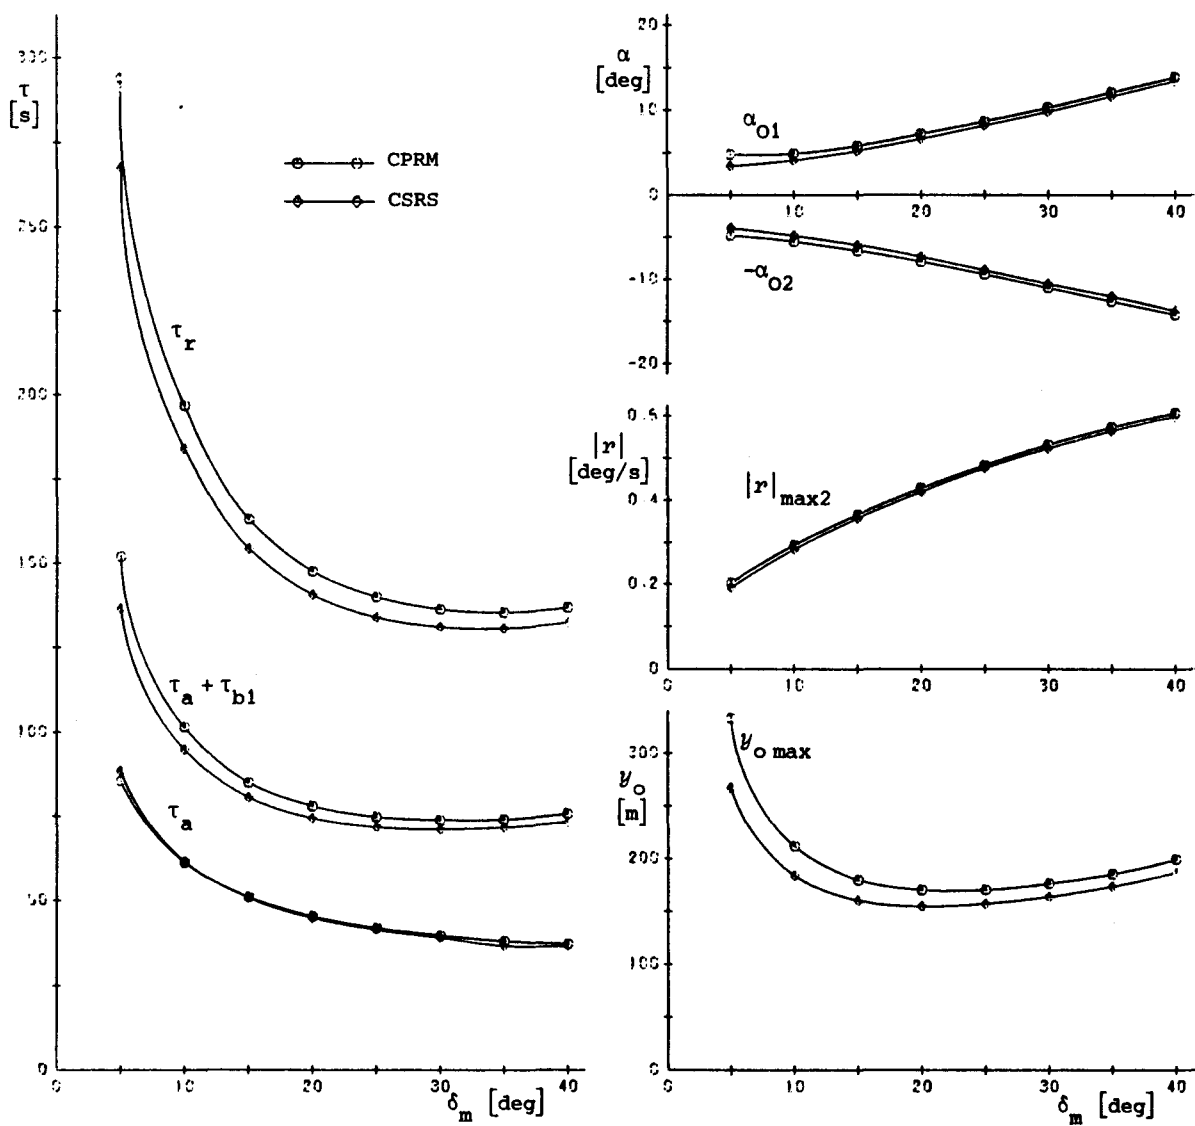 τ
[s]
300
250
200
150
100
50
0
CPRM
CSRS
τr
τa + τb1
τa
0 10 20 30 40
δm [deg]
α
[deg]
20
10
0
-10
-20
αO1
10 20 30 40
-αO2
|r|
[deg/s]
0.6
0.4
0.2
0
|r|max2
0 10 20 30 40
yo
[m]
300
200
100
0
yo max
0 10 20 30 40
δm [deg]